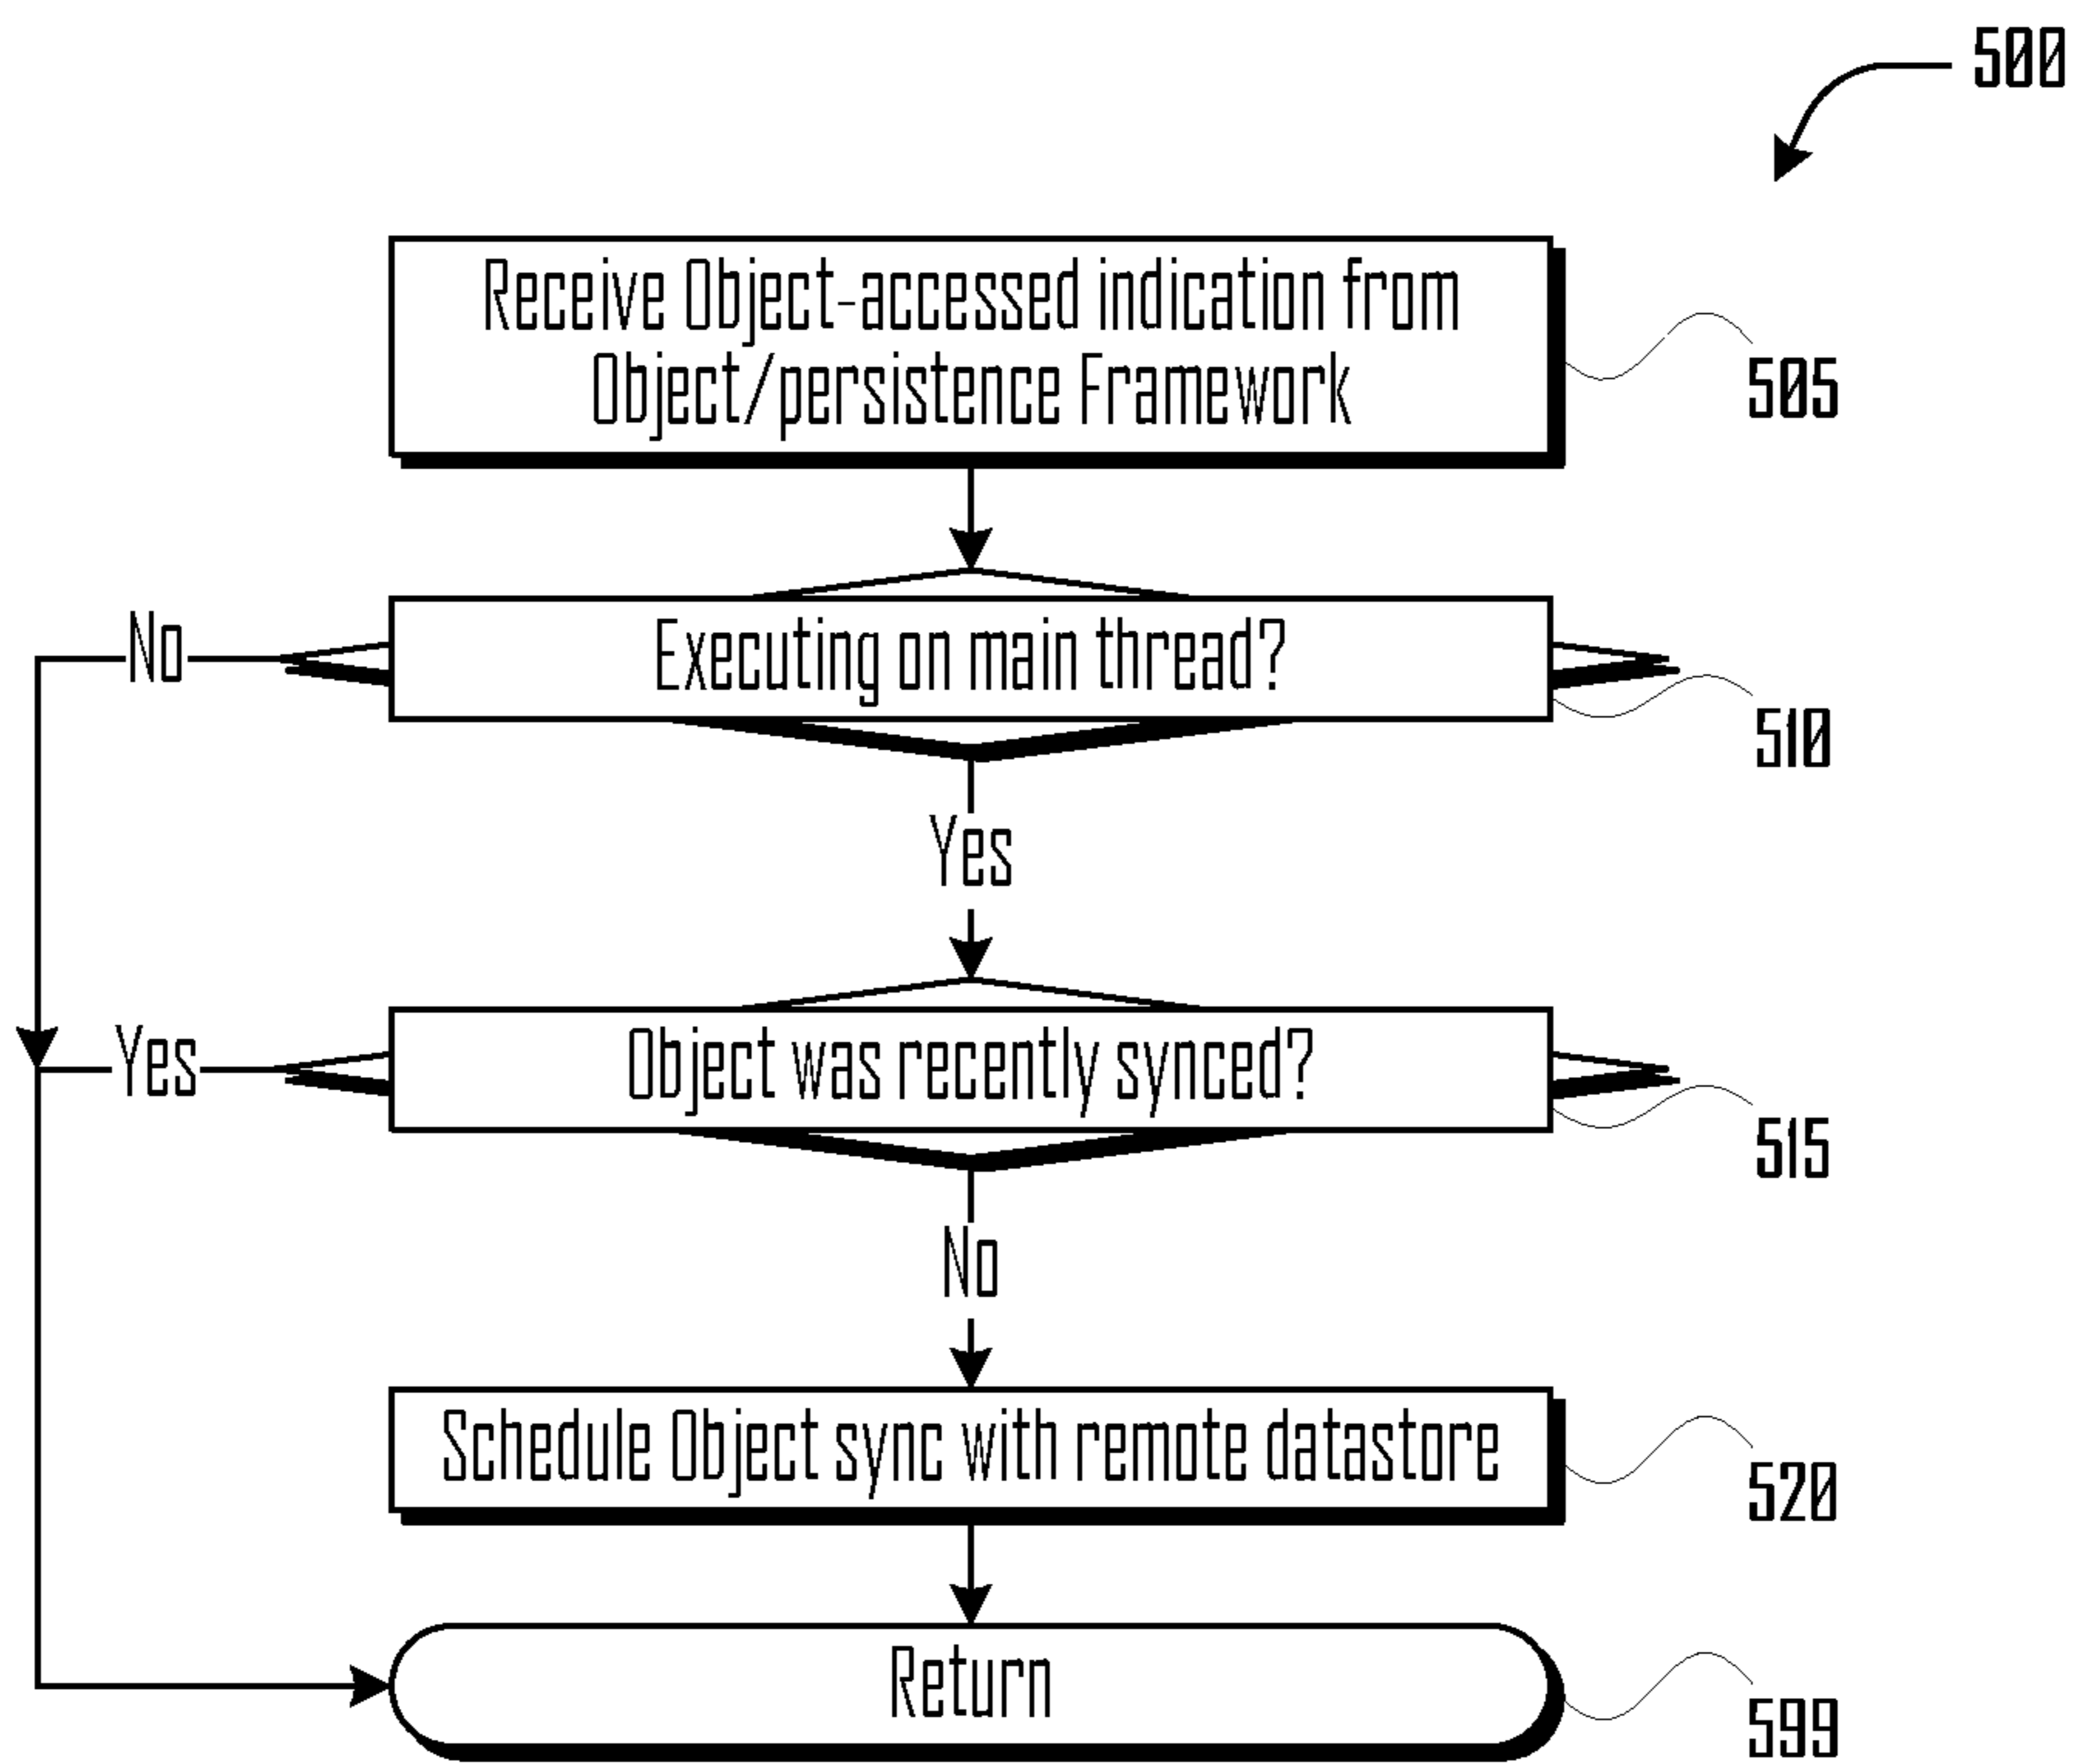 500
Receive Object-accessed indication from
Object/persistence Framework
505
No
Executing on main thread?
510
Yes
Yes
Object was recently synced?
515
No
Schedule Object sync with remote datastore
520
Return
599